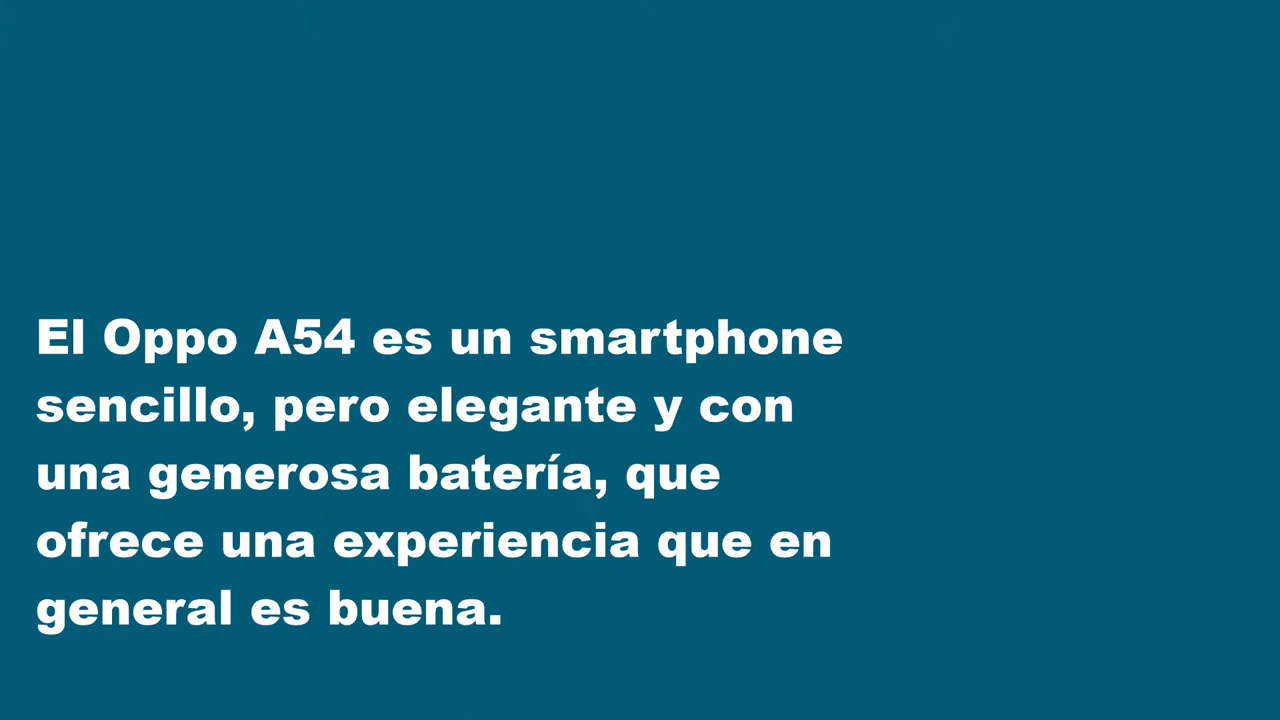 El Oppo A54 es un smartphone
sencillo, pero elegante y con
una generosa batería, que
ofrece una experiencia que en
general es buena.